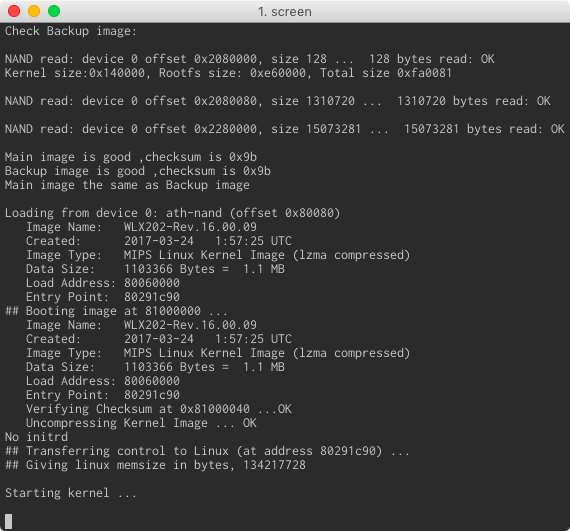 1. screen
Check Backup image:
NAND read: device 0 offset 0x2080000, size 128 ...  128 bytes read: OK
Kernel size:0x140000, Rootfs size: 0xe60000, Total size 0xfa0081
NAND read: device 0 offset 0x2080080, size 1310720 ...  1310720 bytes read: OK
NAND read: device 0 offset 0x2280000, size 15073281 ...  15073281 bytes read: OK
Main image is good ,checksum is 0x9b
Backup image is good ,checksum is 0x9b
Main image the same as Backup image
Loading from device 0: ath-nand (offset 0x80080)
Image Name:   WLX202-Rev.16.00.09
Created:      2017-03-24   1:57:25 UTC
Image Type:   MIPS Linux Kernel Image (lzma compressed)
Data Size:    1103366 Bytes =  1.1 MB
Load Address: 80060000
Entry Point:  80291c90
## Booting image at 81000000 ...
Image Name:   WLX202-Rev.16.00.09
Created:      2017-03-24   1:57:25 UTC
Image Type:   MIPS Linux Kernel Image (lzma compressed)
Data Size:    1103366 Bytes =  1.1 MB
Load Address: 80060000
Entry Point:  80291c90
Verifying Checksum at 0x81000040 ...OK
Uncompressing Kernel Image ... OK
No initrd
## Transferring control to Linux (at address 80291c90) ...
## Giving linux memsize in bytes, 134217728
Starting kernel ...